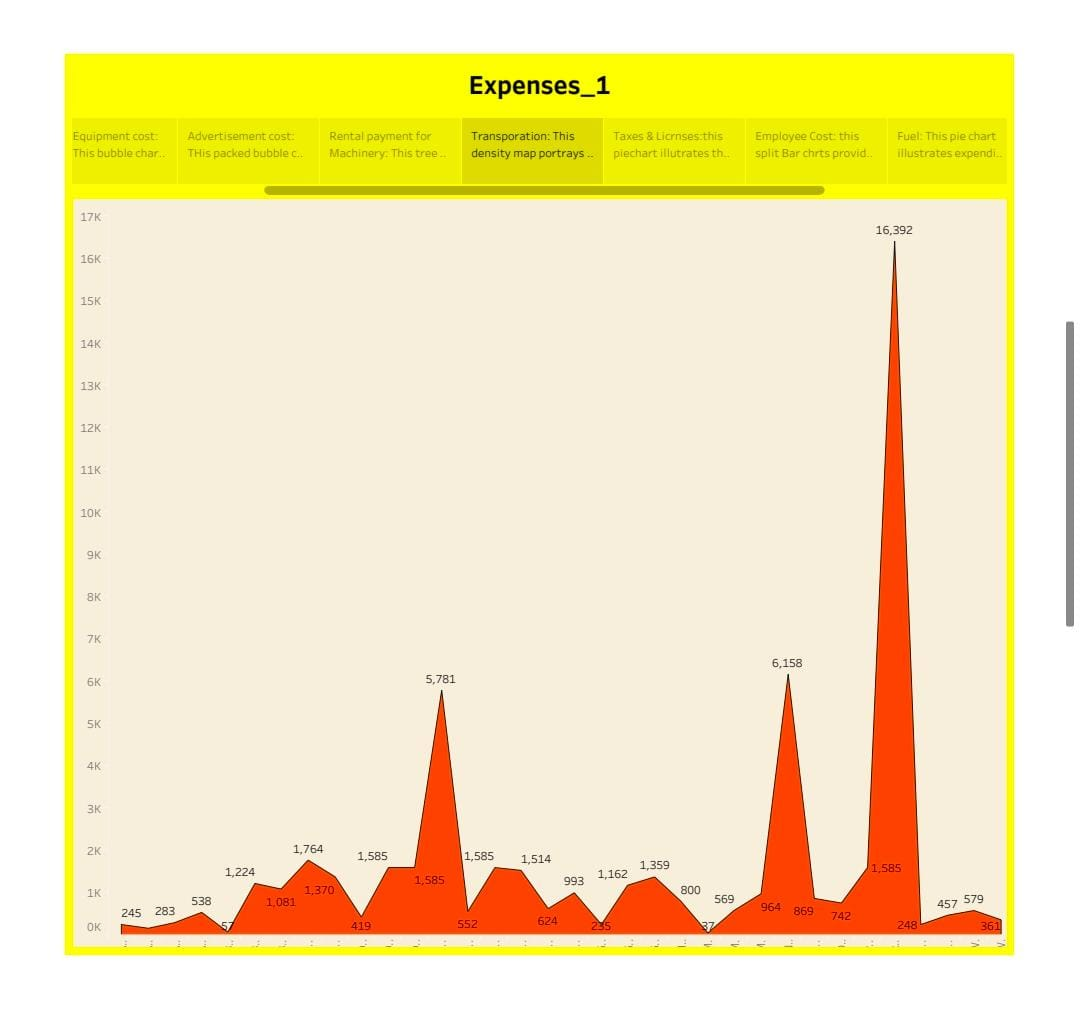 Expenses_1
Equipment cost:
This bubble char..
Advertisement cost:
THis packed bubble c..
Rental payment for
Machinery: This tree ..
Transporation: This
density map portrays ..
Taxes & Licrnses:this
piechart illutrates th..
Employee Cost: this
split Bar chrts provid..
Fuel: This pie chart
illustrates expendi..
17K
16K
15K
14K
13K
12K
11K
10K
9K
8K
7K
6K
5K
4K
3K
2K
1K
0K
245
283
538
57
1,224
1,081
1,764
1,370
419
1,585
1,585
5,781
552
1,585
1,514
624
993
235
1,162
1,359
800
37
569
964
6,158
869
742
1,585
16,392
248
457
579
361